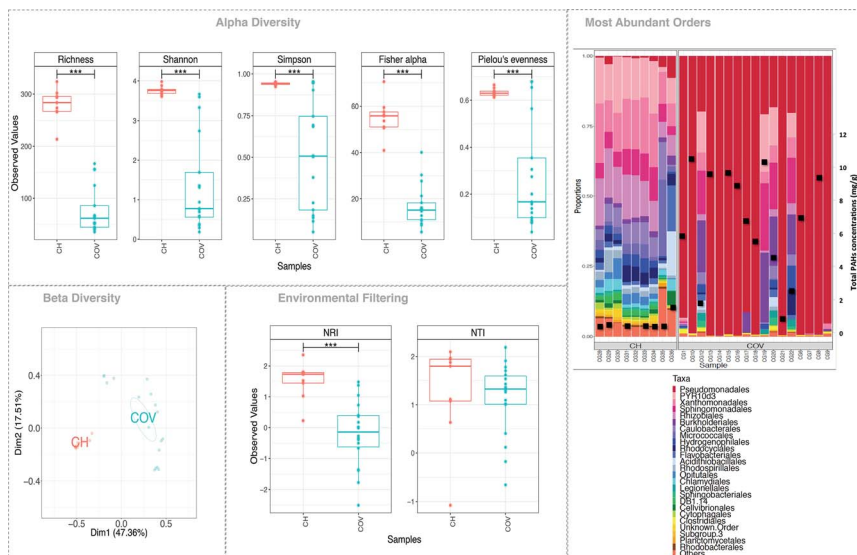 Alpha Diversity
Richness
Shannon
Simpson
Fisher alpha
Pielou's evenness
***
***
***
***
***
Observed Values
300
200
100
4
3
2
1
0
1.00
0.75
0.50
0.25
60
40
20
0.6
0.4
0.2
CH
COV
CH
COV
CH
COV
CH
COV
CH
COV
Samples
Beta Diversity
0.4
0.0
−0.4
Dim2 (17.51%)
COV
CH
−0.5
0.0
0.5
Dim1 (47.36%)
Environmental Filtering
NRI
NTI
***
Observed Values
2
1
0
−1
−2
2
1
0
−1
CH
COV
CH
COV
Samples
Most Abundant Orders
1.00
0.75
0.50
0.25
0.00
Proportions
12
10
8
6
4
2
0
Total PAHs concentrations (mg/g)
CH
COV
Sample
Taxa
Pseudomonadales
PYR10d3
Xanthomonadales
Sphingomonadales
Rhizobiales
Burkholderiales
Caulobacterales
Micrococcales
Hydrogenophilales
Rhodocyclales
Flavobacteriales
Acidithiobacillales
Rhodospirillales
Opitutales
Chlamydiales
Legionellales
Sphingobacteriales
DB1.14
Cellvibrionales
Cytophagales
Clostridiales
Unknown.Order
Subgroup.3
Planctomycetales
Rhodobacterales
Others